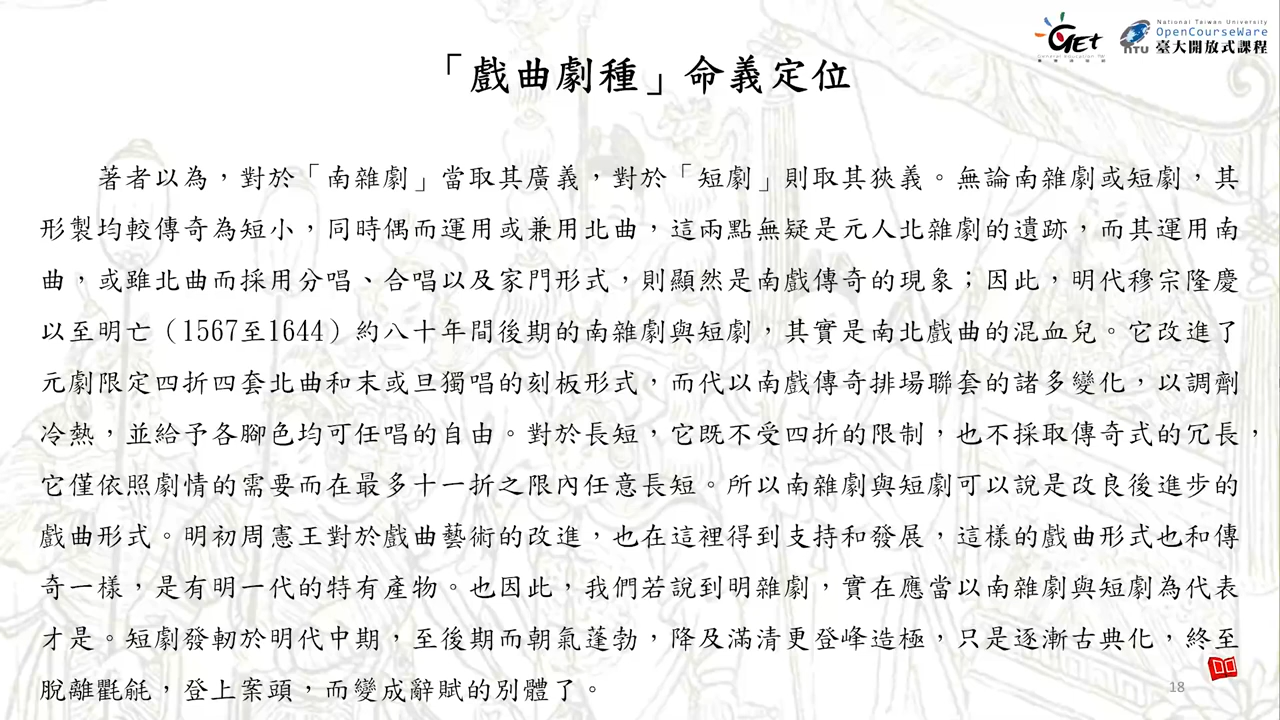 GET
General Education TW
National Taiwan University
OpenCourseWare
NTU 臺大開放式課程
「戲曲劇種」命義定位
著者以為，對於「南雜劇」當取其廣義，對於「短劇」則取其狹義。無論南雜劇或短劇，其
形製均較傳奇為短小，同時偶而運用或兼用北曲，這兩點無疑是元人北雜劇的遺跡，而其運用南
曲，或雖北曲而採用分唱、合唱以及家門形式，則顯然是南戲傳奇的現象；因此，明代穆宗隆慶
以至明亡（1567至1644）約八十年間後期的南雜劇與短劇，其實是南北戲曲的混血兒。它改進了
元劇限定四折四套北曲和末或旦獨唱的刻板形式，而代以南戲傳奇排場聯套的諸多變化，以調劑
冷熱，並給予各腳色均可任唱的自由。對於長短，它既不受四折的限制，也不採取傳奇式的冗長，
它僅依照劇情的需要而在最多十一折之限內任意長短。所以南雜劇與短劇可以說是改良後進步的
戲曲形式。明初周憲王對於戲曲藝術的改進，也在這裡得到支持和發展，這樣的戲曲形式也和傳
奇一樣，是有明一代的特有產物。也因此，我們若說到明雜劇，實在應當以南雜劇與短劇為代表
才是。短劇發軔於明代中期，至後期而朝氣蓬勃，降及滿清更登峰造極，只是逐漸古典化，終至
脫離氍毹，登上案頭，而變成辭賦的別體了。
18